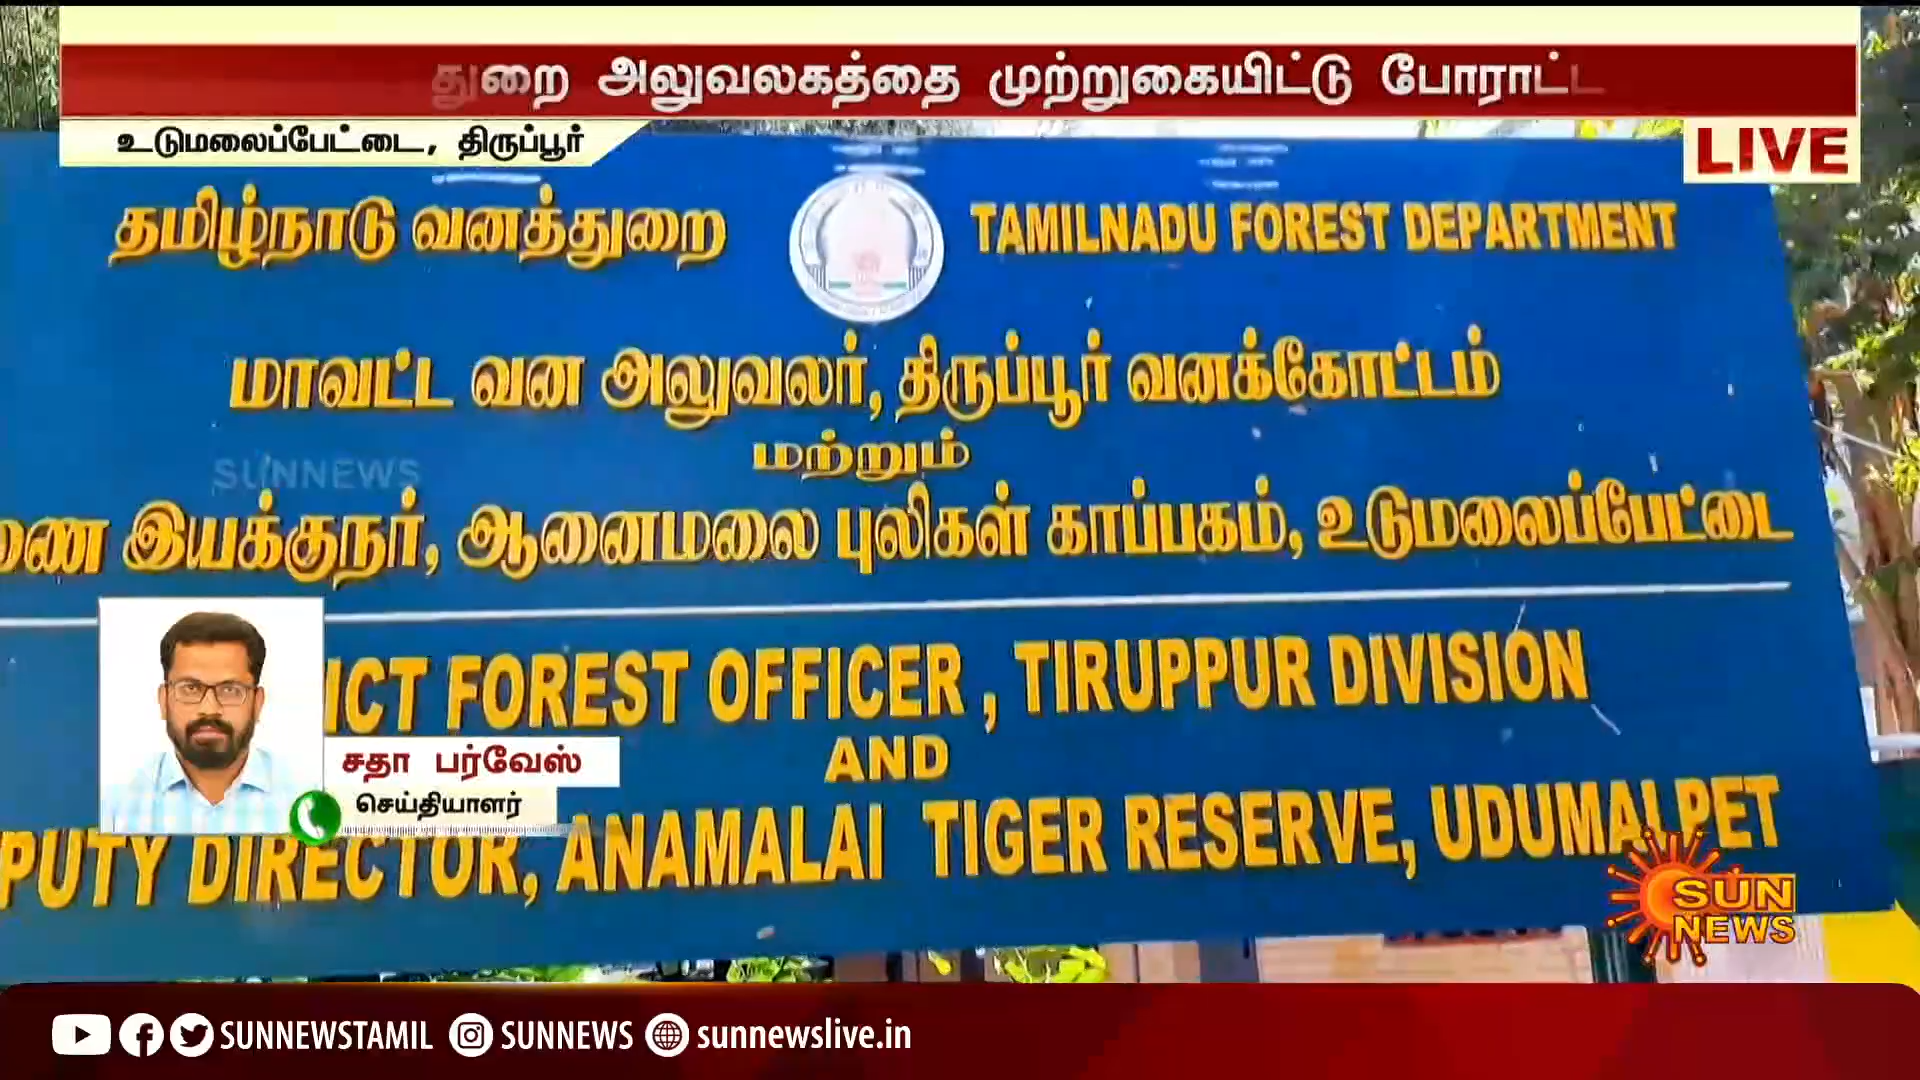 துறை அலுவலகத்தை முற்றுகையிட்டு போராட்ட
உடுமலைப்பேட்டை, திருப்பூர்
LIVE
தமிழ்நாடு வனத்துறை
TAMILNADU FOREST DEPARTMENT
மாவட்ட வன அலுவலர், திருப்பூர் வனக்கோட்டம்
மற்றும்
SUNNEWS
ணை இயக்குநர், ஆனைமலை புலிகள் காப்பகம், உடுமலைப்பேட்டை
ICT FOREST OFFICER, TIRUPPUR DIVISION
சதா பர்வேஸ்
AND
செய்தியாளர்
PUTY DIRECTOR, ANAMALAI TIGER RESERVE, UDUMALPET
SUN
NEWS
SUNNEWSTAMIL SUNNEWS sunnewslive.in